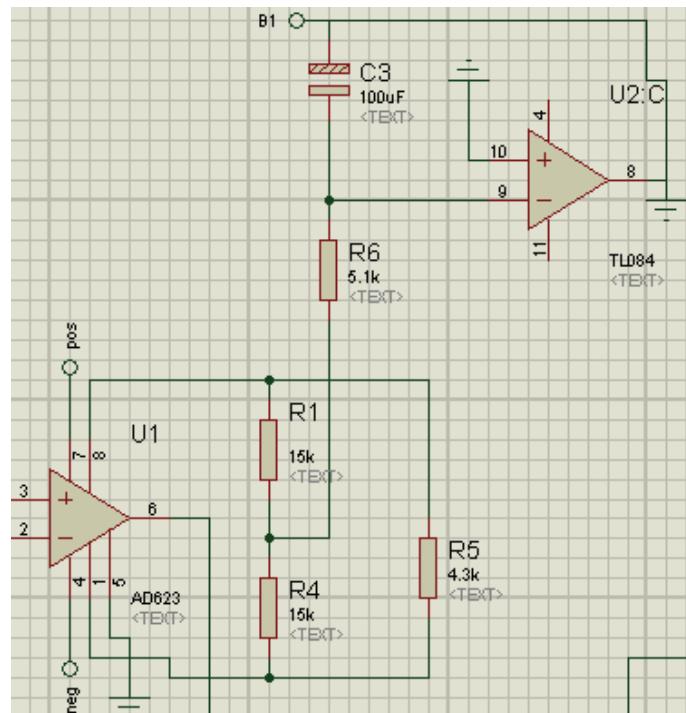 B1
C3
100uF
<TEXT>
U2:C
4
10
9
8
11
TL084
<TEXT>
R6
5.1k
<TEXT>
pos
U1
7
8
R1
15k
<TEXT>
3
2
6
R5
4.3k
<TEXT>
4
1
5
AD623
<TEXT>
R4
15k
<TEXT>
neg